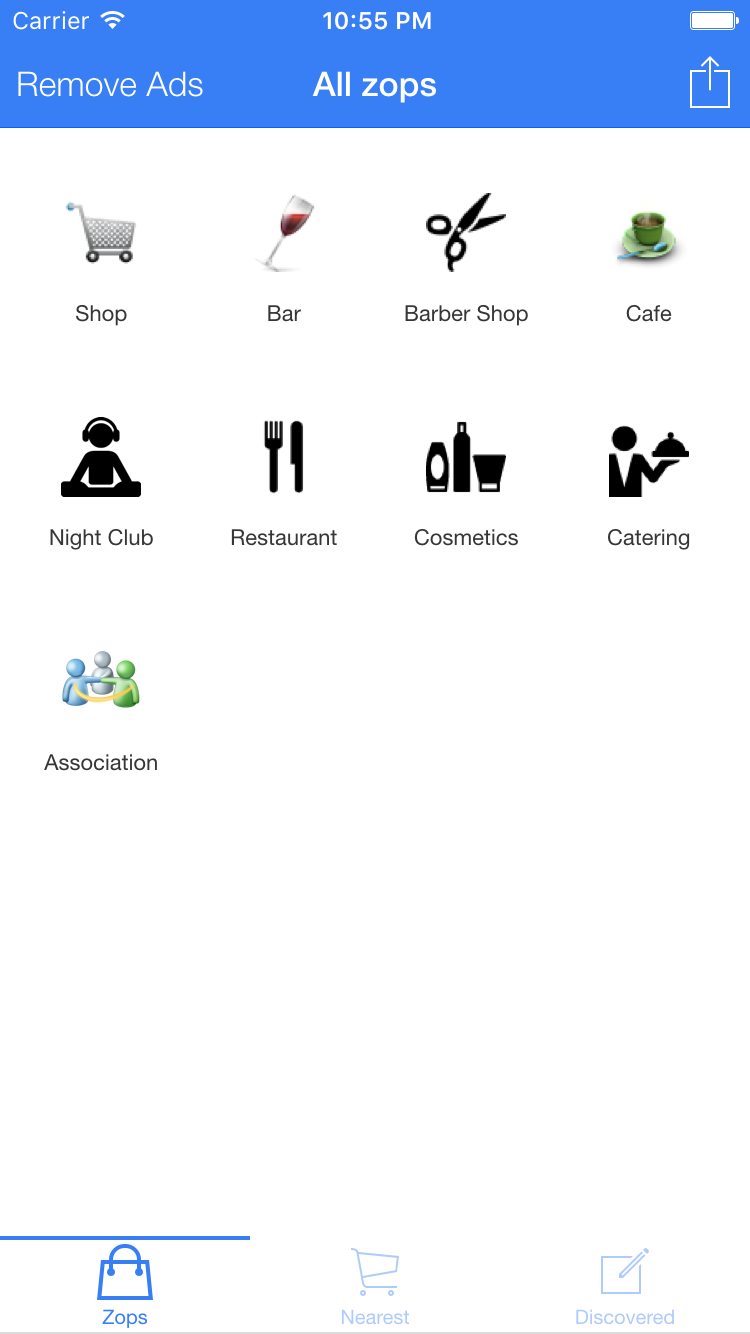 Carrier 10:55 PM
Remove Ads All zops
Shop Bar Barber Shop Cafe
Night Club Restaurant Cosmetics Catering
Association
Zops Nearest Discovered